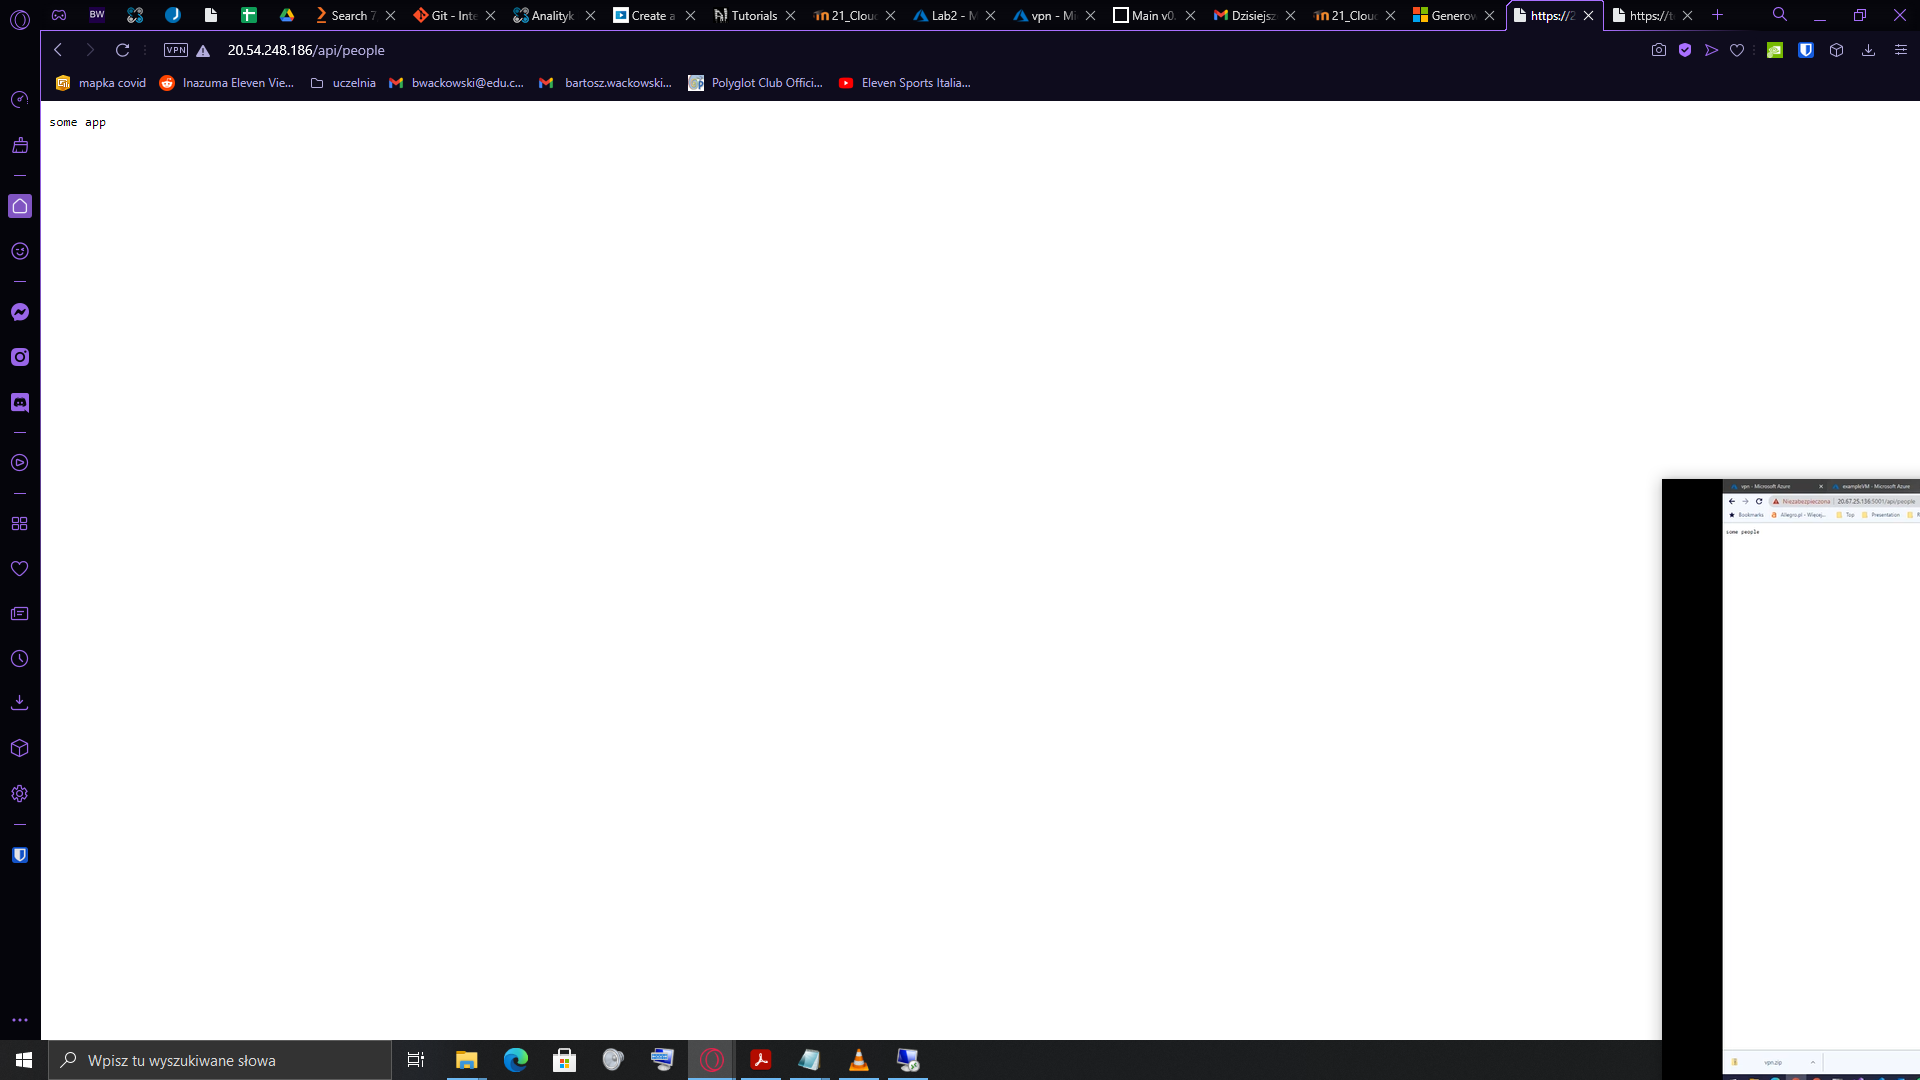 BW
Search 7
Git - Inte
Analityk
Create a
Tutorials
21_Clou
Lab2 - M
vpn - Mi
Main v0.
Dzisiejsz
21_Clou
Generow
https://2
https://t
VPN
20.54.248.186/api/people
mapka covid
Inazuma Eleven Vie...
uczelnia
bwackowski@edu.c...
bartosz.wackowski...
Polyglot Club Offici...
Eleven Sports Italia...
some app
vpn - Microsoft Azure
exampleVM - Microsoft Azure
Niezabezpieczona
20.67.25.136:5001/api/people
Bookmarks
Allegro.pl - Więcej...
Top
Presentation
some people
vpn.zip
Wpisz tu wyszukiwane słowa